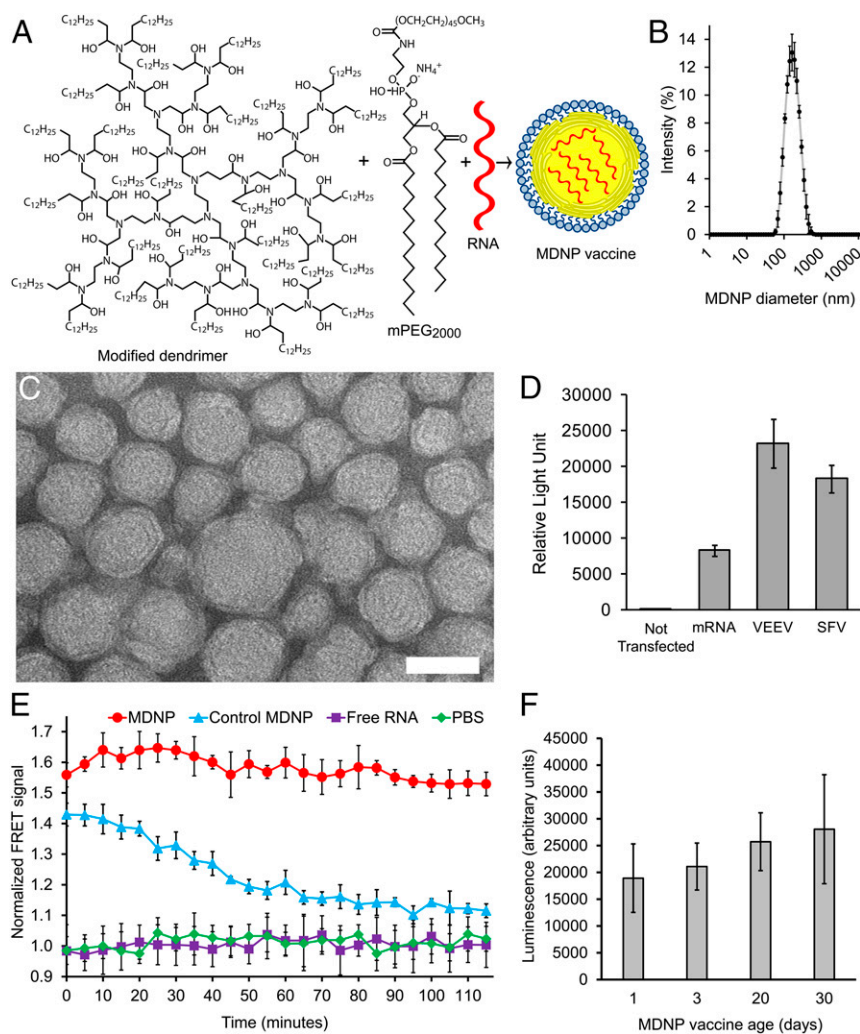 A
C₁₂H₂₅
OH
HO
N
Modified dendrimer
+
OCH₂CH₂)₄₅OCH₃
O
NH
O
O⁻
NH₄⁺
HO-P
O
H
O
O
O
mPEG₂₀₀₀
+
RNA
MDNP vaccine
B
Intensity (%)
14
12
10
8
6
4
2
0
1 10 100 1000 10000
MDNP diameter (nm)
C
D
Relative Light Unit
30000
25000
20000
15000
10000
5000
0
Not Transfected mRNA VEEV SFV
E
MDNP Control MDNP Free RNA PBS
Normalized FRET signal
1.7
1.6
1.5
1.4
1.3
1.2
1.1
1.0
0.9
0 10 20 30 40 50 60 70 80 90 100 110
Time (minutes)
F
Luminescence (arbitrary units)
45000
40000
35000
30000
25000
20000
15000
10000
5000
0
1 3 20 30
MDNP vaccine age (days)